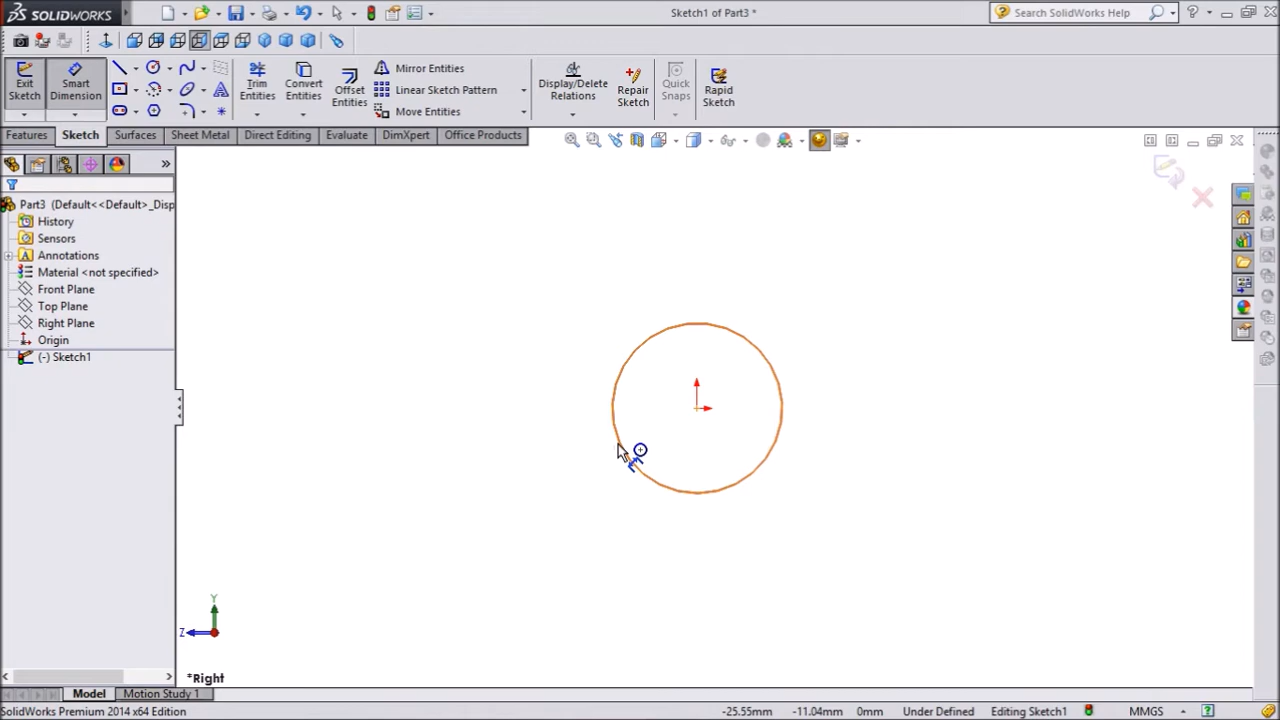 SOLIDWORKS
Sketch1 of Part3 *
Search SolidWorks Help
Exit Sketch
Smart Dimension
Trim Entities
Convert Entities
Offset Entities
Mirror Entities
Linear Sketch Pattern
Move Entities
Display/Delete Relations
Repair Sketch
Quick Snaps
Rapid Sketch
Features Sketch Surfaces Sheet Metal Direct Editing Evaluate DimXpert Office Products
Part3 (Default<<Default>_Disp
History
Sensors
Annotations
Material <not specified>
Front Plane
Top Plane
Right Plane
Origin
(-) Sketch1
Y
Z
*Right
Model Motion Study 1
SolidWorks Premium 2014 x64 Edition -25.55mm -11.04mm 0mm Under Defined Editing Sketch1 MMGS